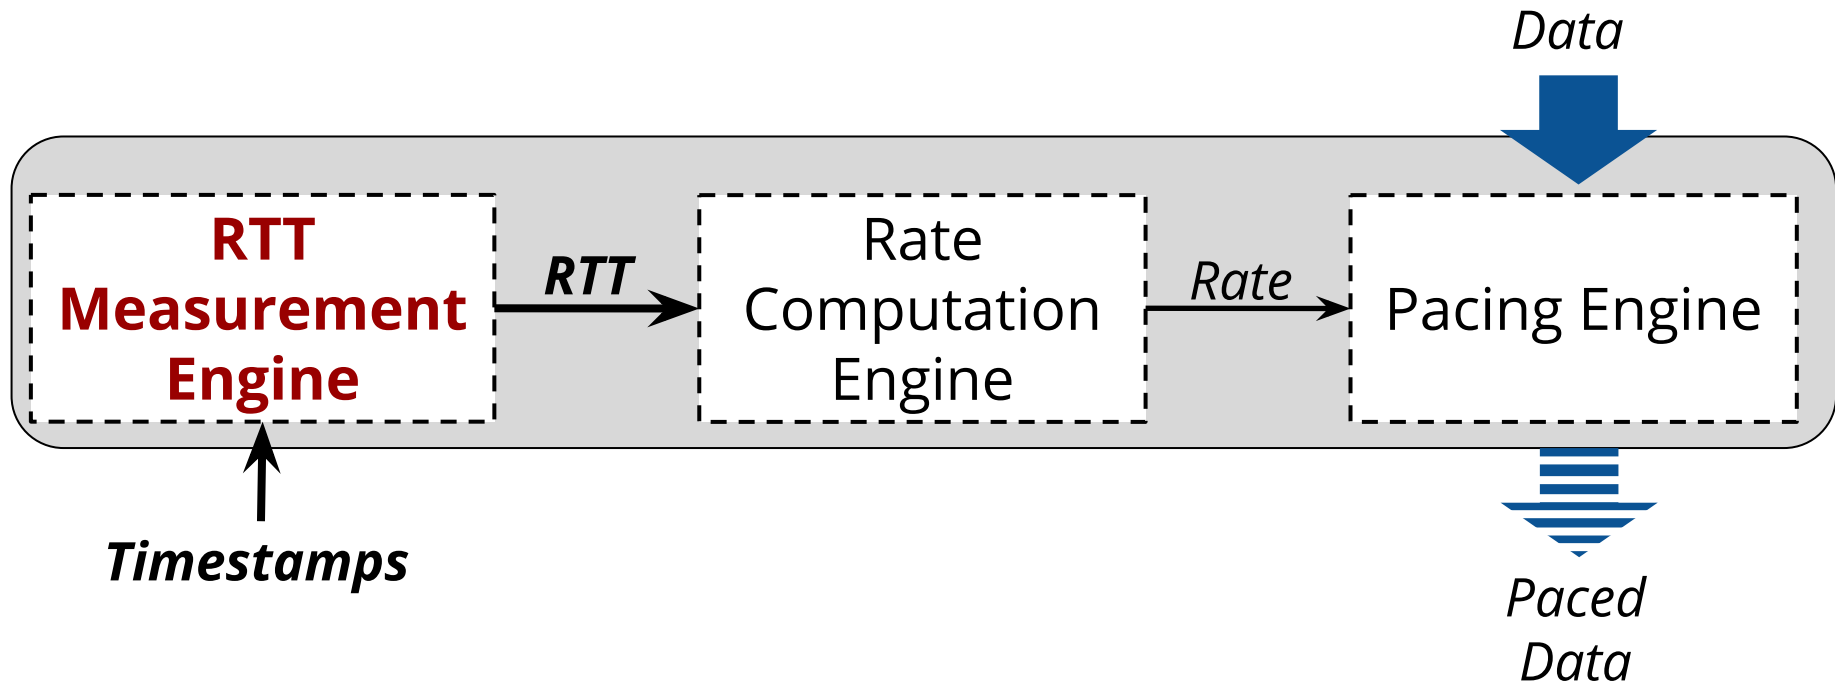 Data
RTT
Measurement
Engine
RTT
Rate
Computation
Engine
Rate
Pacing Engine
Timestamps
Paced
Data